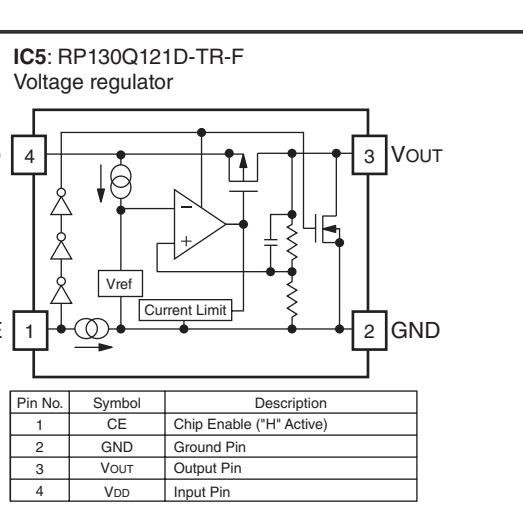 IC5: RP130Q121D-TR-F
Voltage regulator
4
3
VOUT
−
+
Vref
Current Limit
1
2
GND
Pin No. Symbol Description
1 CE Chip Enable ("H" Active)
2 GND Ground Pin
3 VOUT Output Pin
4 VDD Input Pin